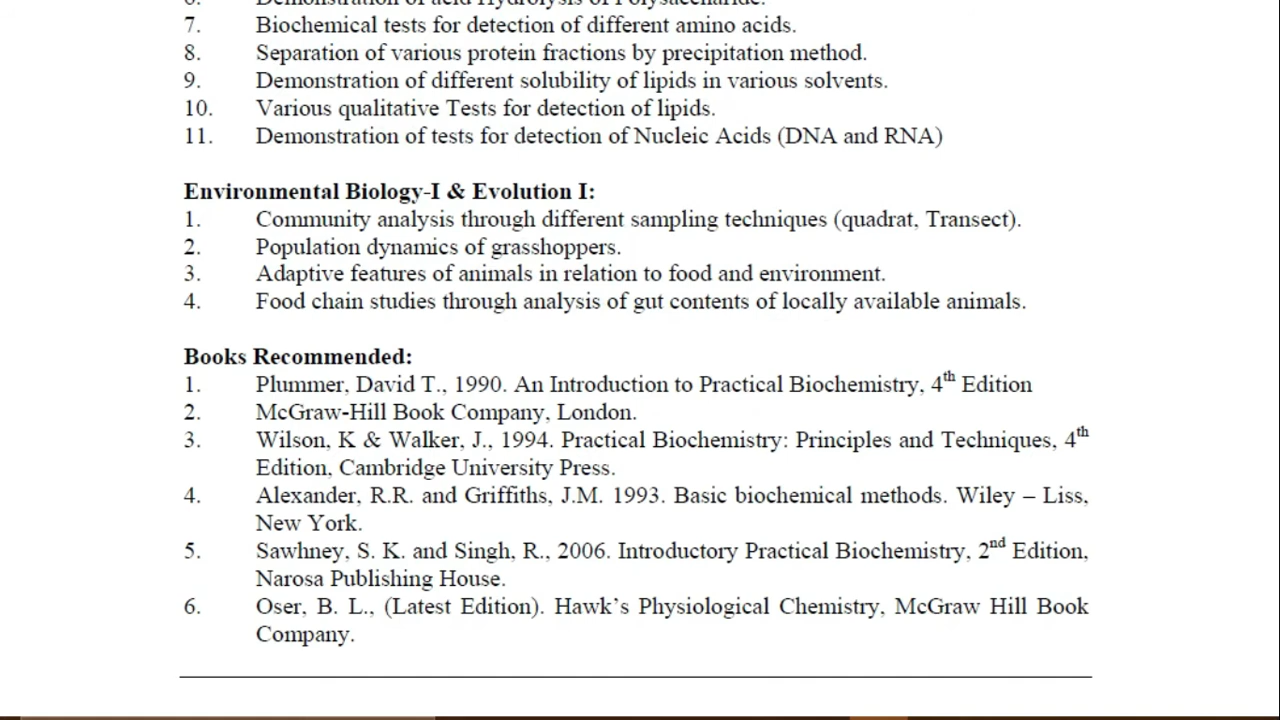 6. Demonstration of acid Hydrolysis of Polysaccharide.
7. Biochemical tests for detection of different amino acids.
8. Separation of various protein fractions by precipitation method.
9. Demonstration of different solubility of lipids in various solvents.
10. Various qualitative Tests for detection of lipids.
11. Demonstration of tests for detection of Nucleic Acids (DNA and RNA)
Environmental Biology-I & Evolution I:
1. Community analysis through different sampling techniques (quadrat, Transect).
2. Population dynamics of grasshoppers.
3. Adaptive features of animals in relation to food and environment.
4. Food chain studies through analysis of gut contents of locally available animals.
Books Recommended:
1. Plummer, David T., 1990. An Introduction to Practical Biochemistry, 4th Edition
2. McGraw-Hill Book Company, London.
3. Wilson, K & Walker, J., 1994. Practical Biochemistry: Principles and Techniques, 4th
Edition, Cambridge University Press.
4. Alexander, R.R. and Griffiths, J.M. 1993. Basic biochemical methods. Wiley – Liss,
New York.
5. Sawhney, S. K. and Singh, R., 2006. Introductory Practical Biochemistry, 2nd Edition,
Narosa Publishing House.
6. Oser, B. L., (Latest Edition). Hawk's Physiological Chemistry, McGraw Hill Book
Company.